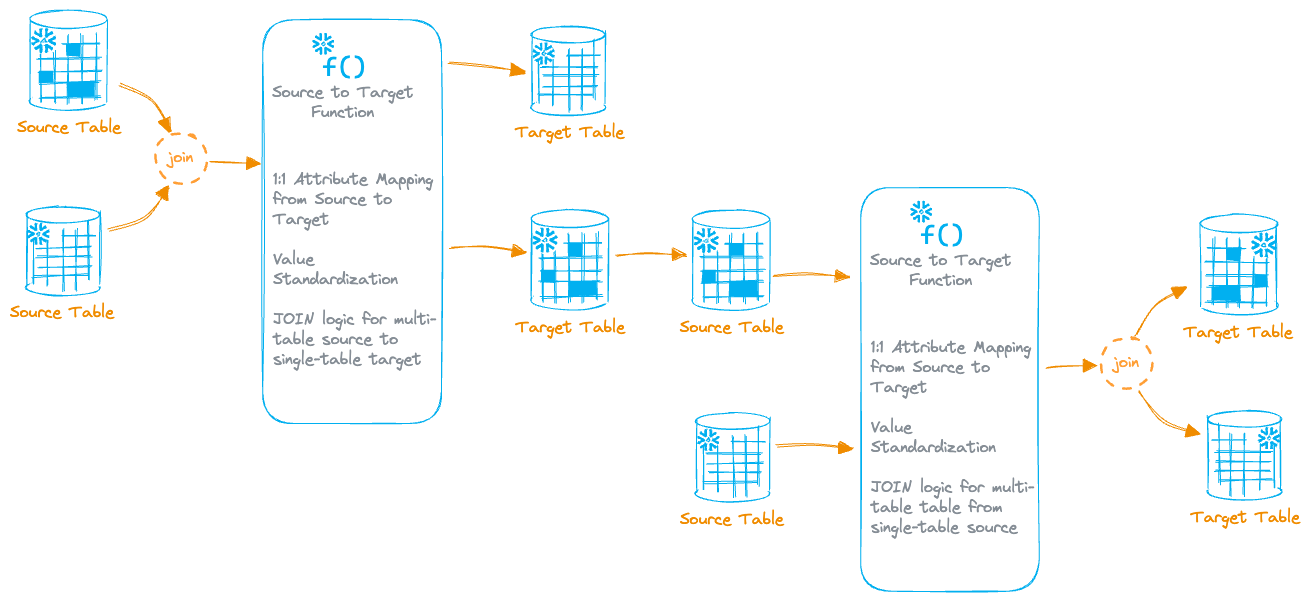 Source Table
join
Source Table
f()
Source to Target
Function
1:1 Attribute Mapping
from Source to
Target
Value
Standardization
JOIN logic for multi-
table source to
single-table target
Target Table
Target Table
Source Table
Source Table
f()
Source to Target
Function
1:1 Attribute Mapping
from Source to
Target
Value
Standardization
JOIN logic for multi-
table table from
single-table source
join
Target Table
Target Table